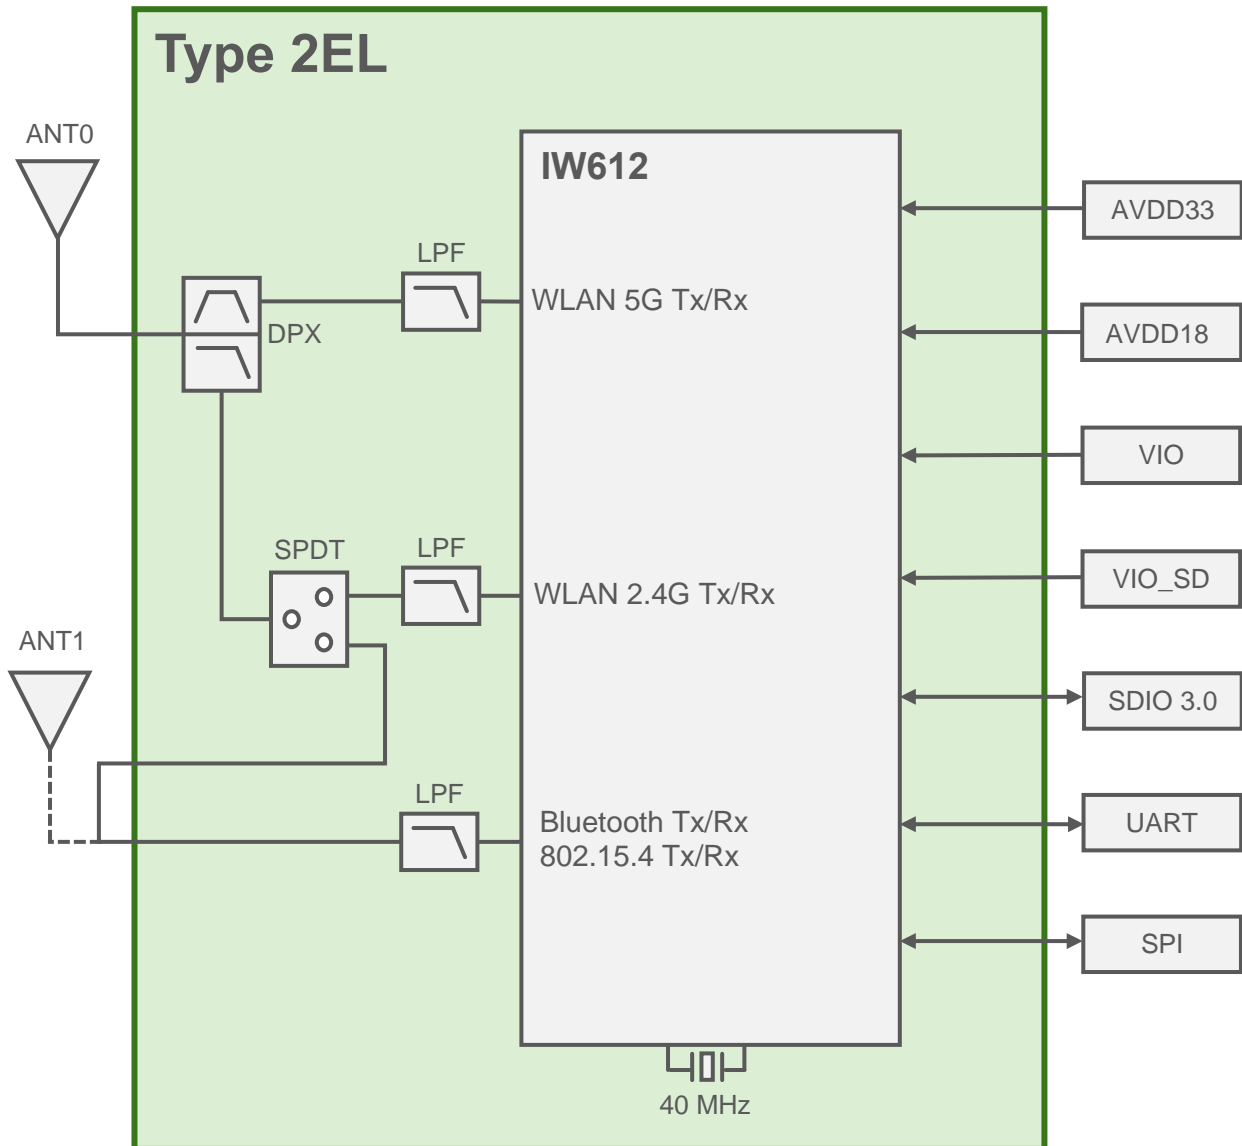 Type 2EL
ANT0
IW612
AVDD33
LPF
WLAN 5G Tx/Rx
DPX
AVDD18
VIO
SPDT
LPF
VIO_SD
WLAN 2.4G Tx/Rx
ANT1
SDIO 3.0
LPF
Bluetooth Tx/Rx
802.15.4 Tx/Rx
UART
SPI
40 MHz